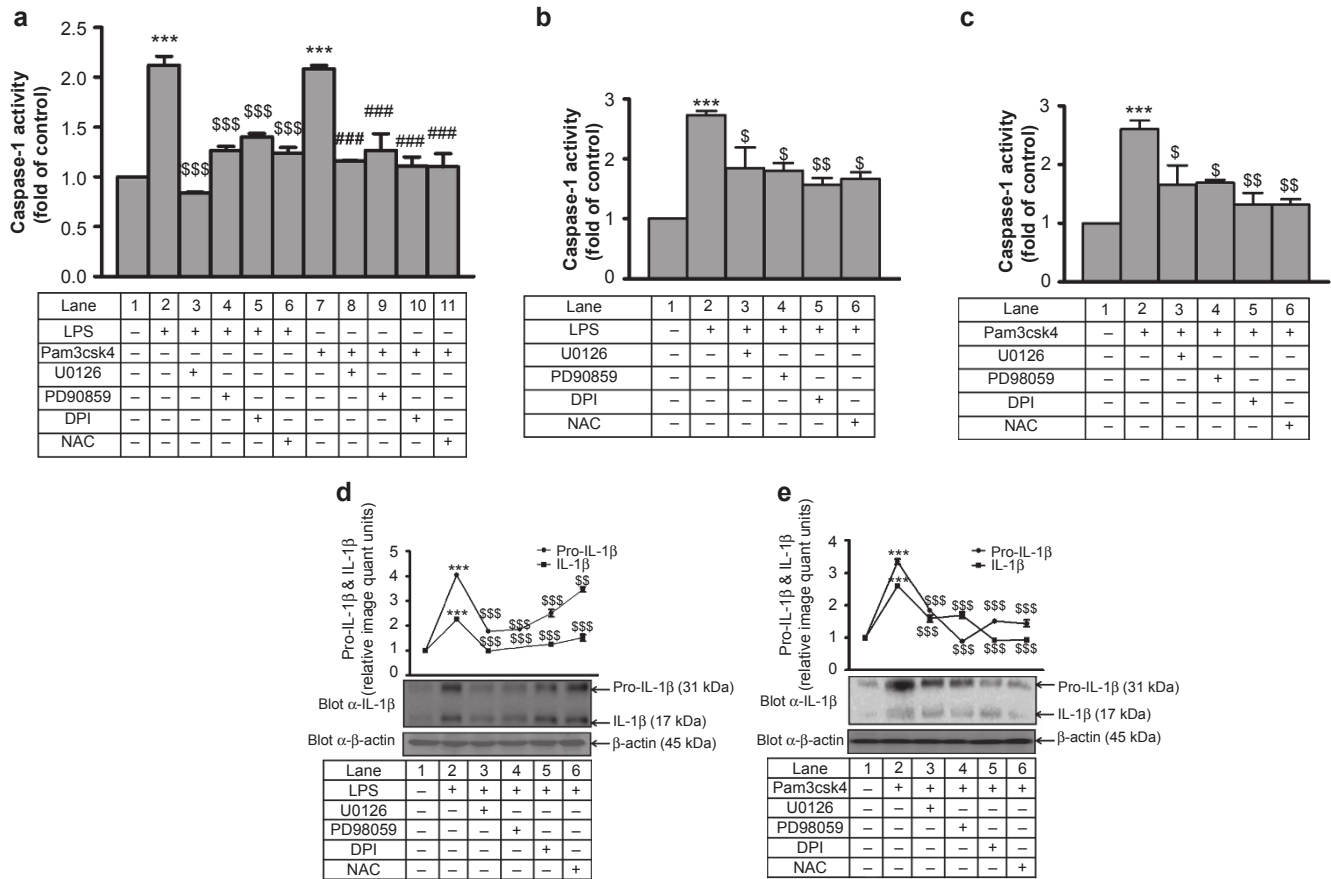 a
Caspase-1 activity
(fold of control)
2.5
2.0
1.5
1.0
0.5
0.0
*** $$$ $$$ $$$ $$$ *** ### ### ### ###
Lane 1 2 3 4 5 6 7 8 9 10 11
LPS – + + + + + – – – – –
Pam3csk4 – – – – – – + + + + +
U0126 – – + – – – – + – – –
PD90859 – – – + – – – – + – –
DPI – – – – + – – – – + –
NAC – – – – – + – – – – +
b
Caspase-1 activity
(fold of control)
3
2
1
0
*** $ $ $$ $
Lane 1 2 3 4 5 6
LPS – + + + + +
U0126 – – + – – –
PD90859 – – – + – –
DPI – – – – + –
NAC – – – – – +
c
Caspase-1 activity
(fold of control)
3
2
1
0
*** $ $ $$ $$
Lane 1 2 3 4 5 6
Pam3csk4 – + + + + +
U0126 – – + – – –
PD98059 – – – + – –
DPI – – – – + –
NAC – – – – – +
d
Pro-IL-1β & IL-1β
(relative image quant units)
5
4
3
2
1
0
Pro-IL-1β
IL-1β
*** $$$ $$$ $$$ $$
*** $$$ $$$ $$$ $$$
Blot α-IL-1β
Pro-IL-1β (31 kDa)
IL-1β (17 kDa)
Blot α-β-actin
β-actin (45 kDa)
Lane 1 2 3 4 5 6
LPS – + + + + +
U0126 – – + – – –
PD98059 – – – + – –
DPI – – – – + –
NAC – – – – – +
e
Pro-IL-1β & IL-1β
(relative image quant units)
4
3
2
1
0
Pro-IL-1β
IL-1β
*** $$$ $$$ $$$ $$$
*** $$$ $$$ $$$ $$$
Blot α-IL-1β
Pro-IL-1β (31 kDa)
IL-1β (17 kDa)
Blot α-β-actin
β-actin (45 kDa)
Lane 1 2 3 4 5 6
Pam3csk4 – + + + + +
U0126 – – + – – –
PD98059 – – – + – –
DPI – – – – + –
NAC – – – – – +